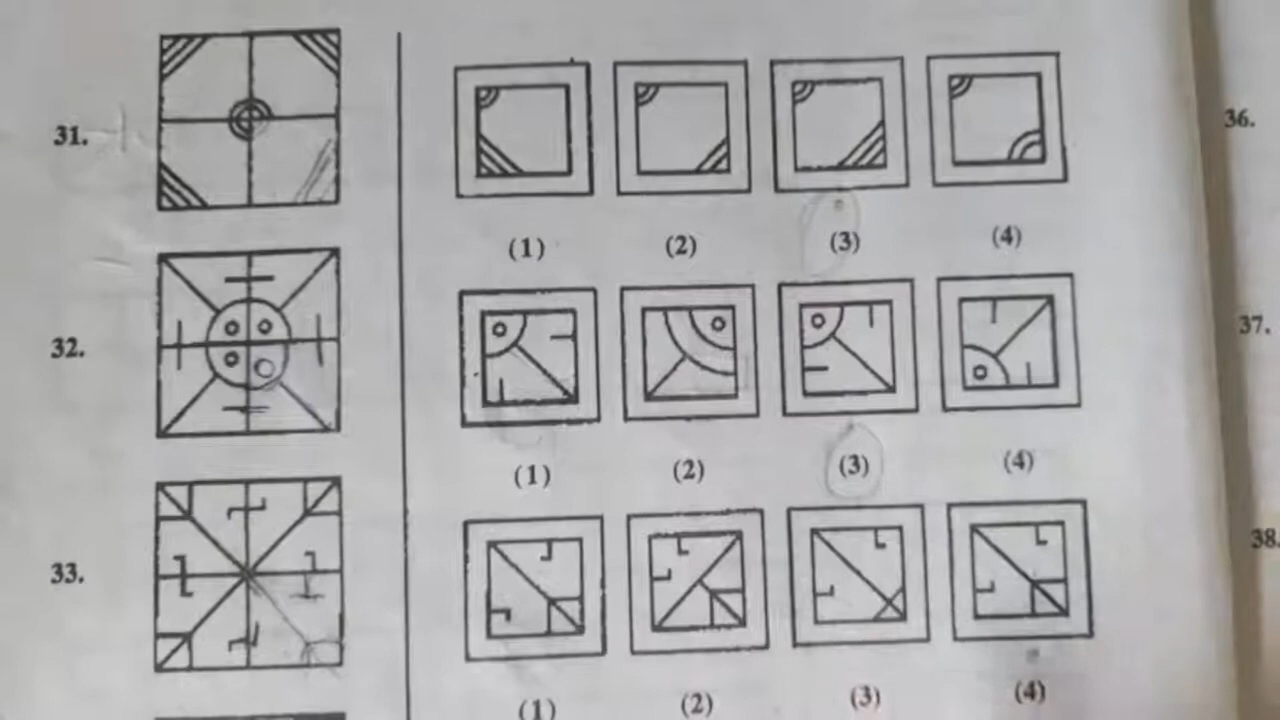 31.
(1) (2) (3) (4)
36.
32.
(1) (2) (3) (4)
37.
33.
(1) (2) (3) (4)
38.